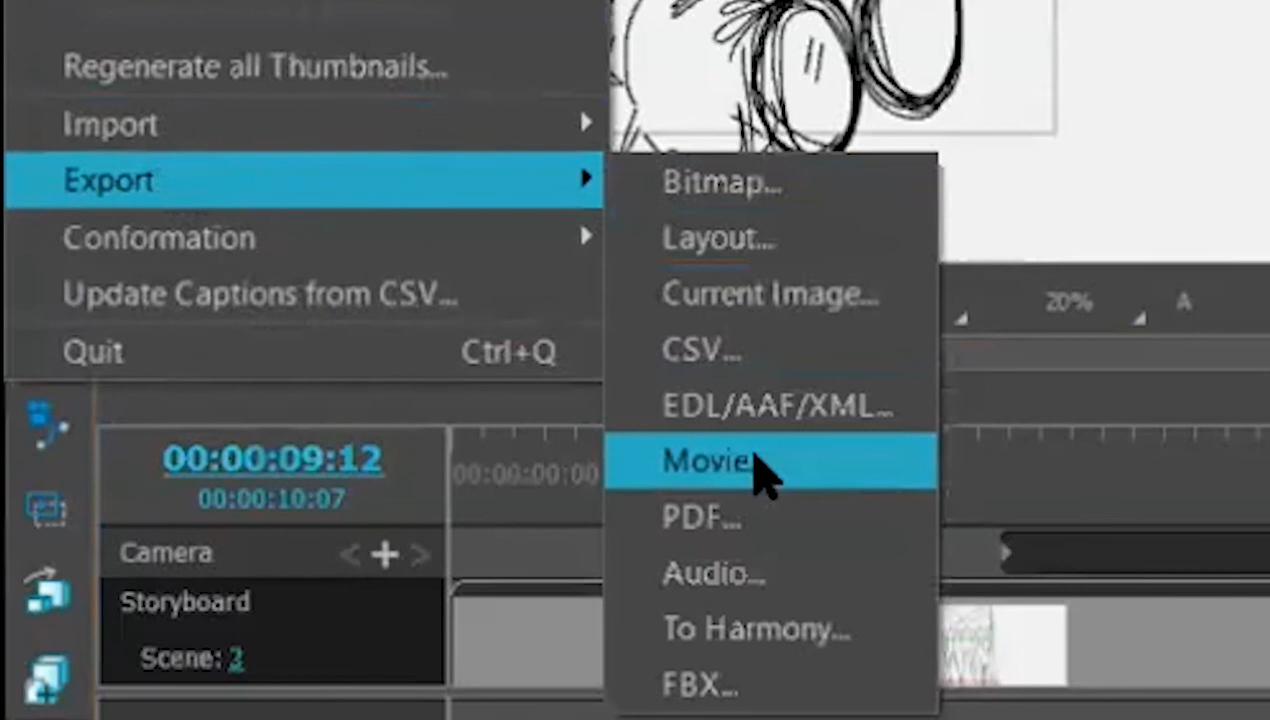 Regenerate all Thumbnails...
Import
Export
Conformation
Update Captions from CSV...
Quit Ctrl+Q
Bitmap...
Layout...
Current Image...
CSV...
EDL/AAF/XML...
Movie
PDF...
Audio...
To Harmony...
FBX...
20% A
00:00:09:12
00:00:10:07
00:00:00:00
Camera < + >
Storyboard
Scene: 3